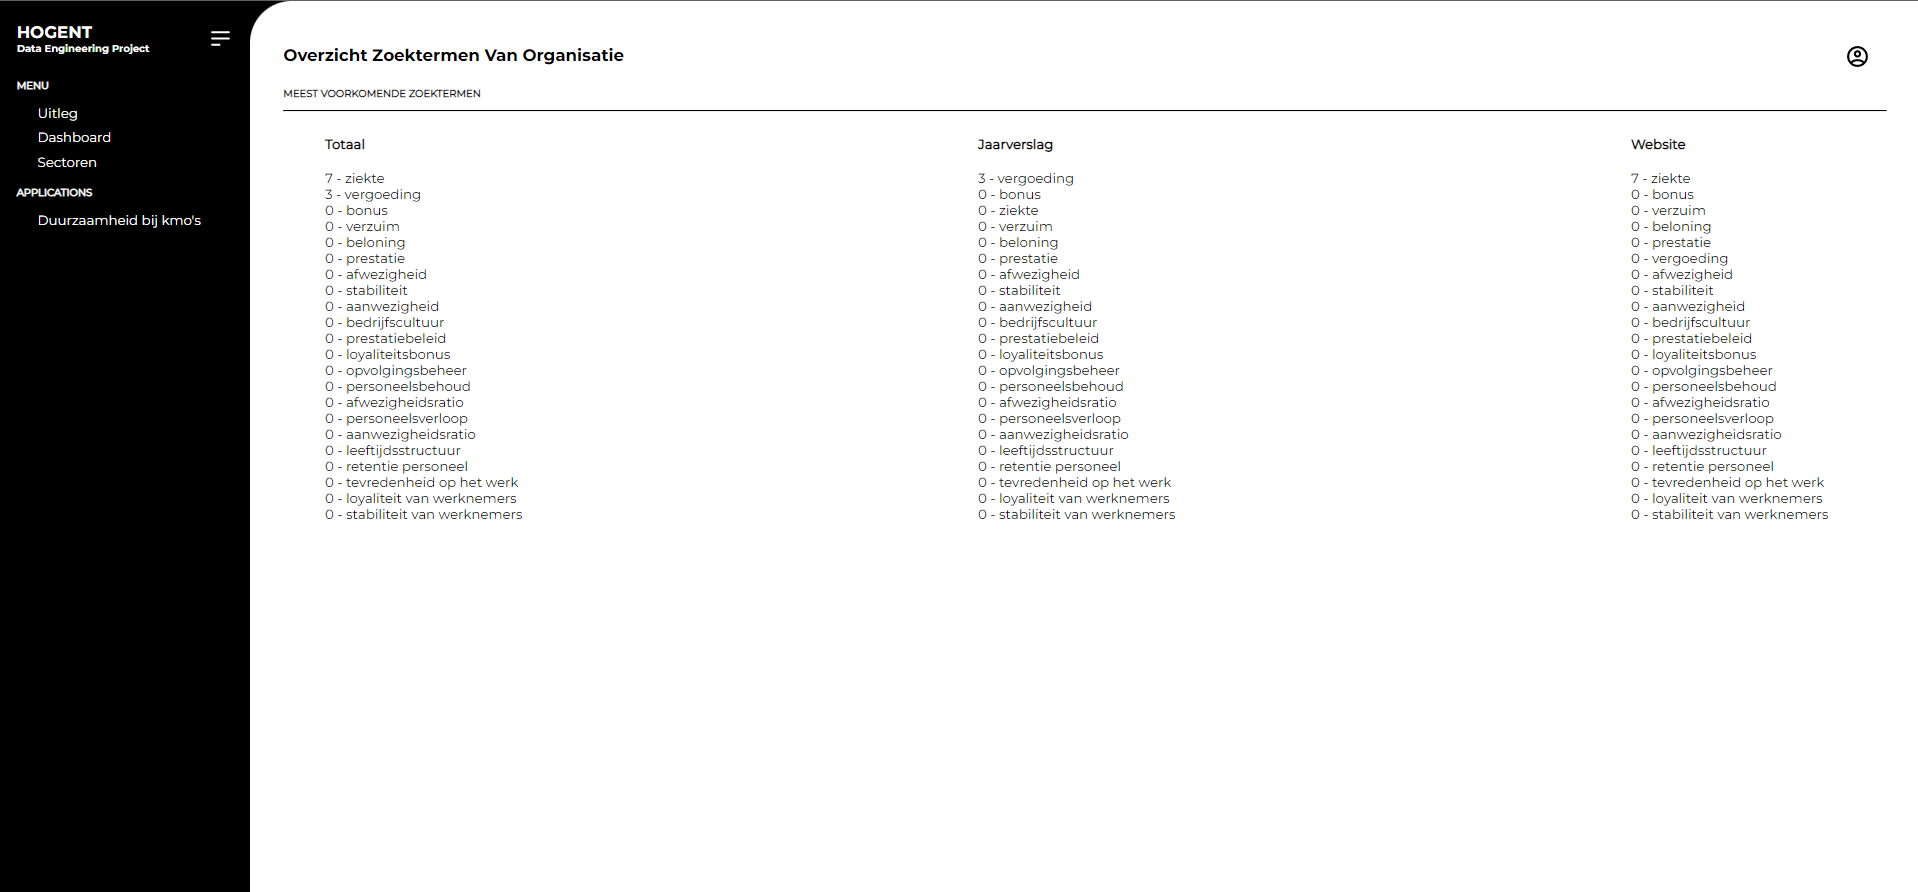 HOGENT
Data Engineering Project
MENU
Uitleg
Dashboard
Sectoren
APPLICATIONS
Duurzaamheid bij kmo's
Overzicht Zoektermen Van Organisatie
MEEST VOORKOMENDE ZOEKTERMEN
Totaal
7 - ziekte
3 - vergoeding
0 - bonus
0 - verzuim
0 - beloning
0 - prestatie
0 - afwezigheid
0 - stabiliteit
0 - aanwezigheid
0 - bedrijfscultuur
0 - prestatiebeleid
0 - loyaliteitsbonus
0 - opvolgingsbeheer
0 - personeelsbehoud
0 - afwezigheidsratio
0 - personeelsverloop
0 - aanwezigheidsratio
0 - leeftijdsstructuur
0 - retentie personeel
0 - tevredenheid op het werk
0 - loyaliteit van werknemers
0 - stabiliteit van werknemers
Jaarverslag
3 - vergoeding
0 - bonus
0 - ziekte
0 - verzuim
0 - beloning
0 - prestatie
0 - afwezigheid
0 - stabiliteit
0 - aanwezigheid
0 - bedrijfscultuur
0 - prestatiebeleid
0 - loyaliteitsbonus
0 - opvolgingsbeheer
0 - personeelsbehoud
0 - afwezigheidsratio
0 - personeelsverloop
0 - aanwezigheidsratio
0 - leeftijdsstructuur
0 - retentie personeel
0 - tevredenheid op het werk
0 - loyaliteit van werknemers
0 - stabiliteit van werknemers
Website
7 - ziekte
0 - bonus
0 - verzuim
0 - beloning
0 - prestatie
0 - vergoeding
0 - afwezigheid
0 - stabiliteit
0 - aanwezigheid
0 - bedrijfscultuur
0 - prestatiebeleid
0 - loyaliteitsbonus
0 - opvolgingsbeheer
0 - personeelsbehoud
0 - afwezigheidsratio
0 - personeelsverloop
0 - aanwezigheidsratio
0 - leeftijdsstructuur
0 - retentie personeel
0 - tevredenheid op het werk
0 - loyaliteit van werknemers
0 - stabiliteit van werknemers